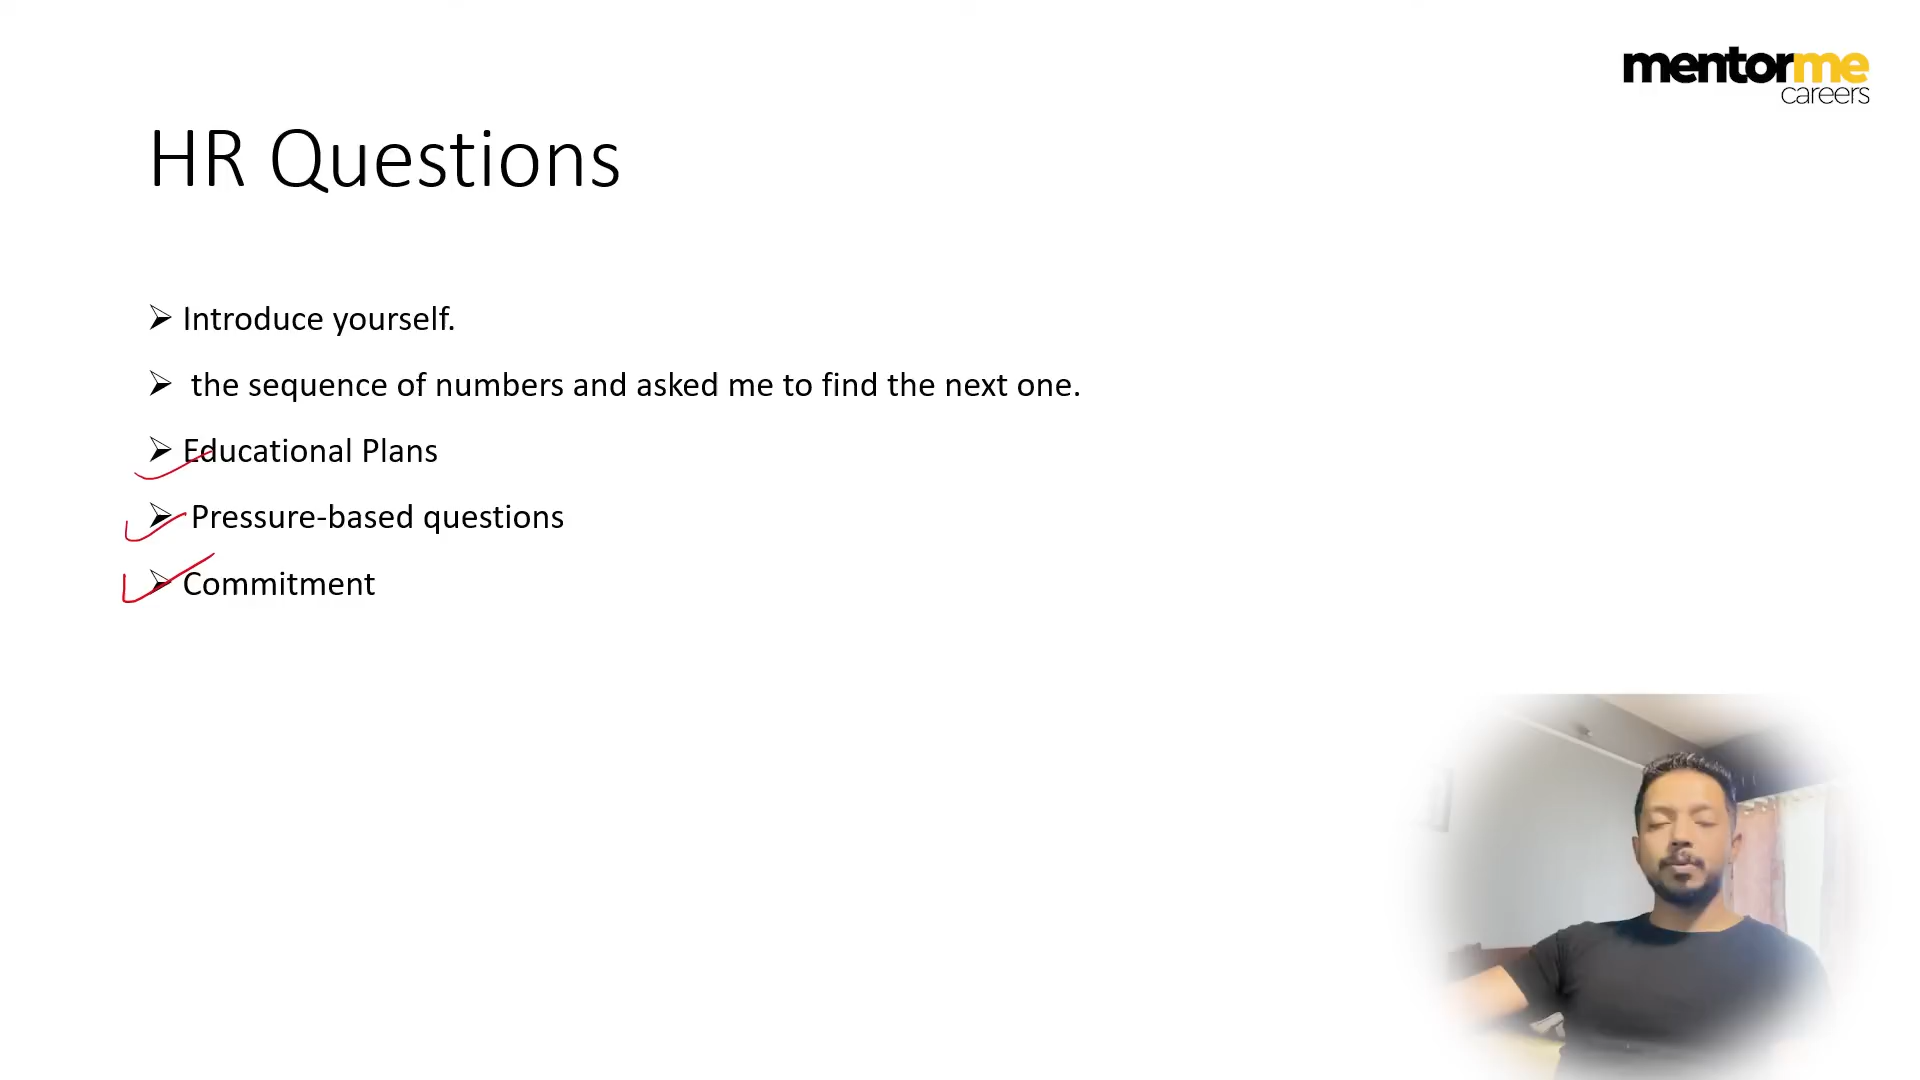 mentorme
careers
HR Questions
Introduce yourself.
the sequence of numbers and asked me to find the next one.
Educational Plans
Pressure-based questions
Commitment